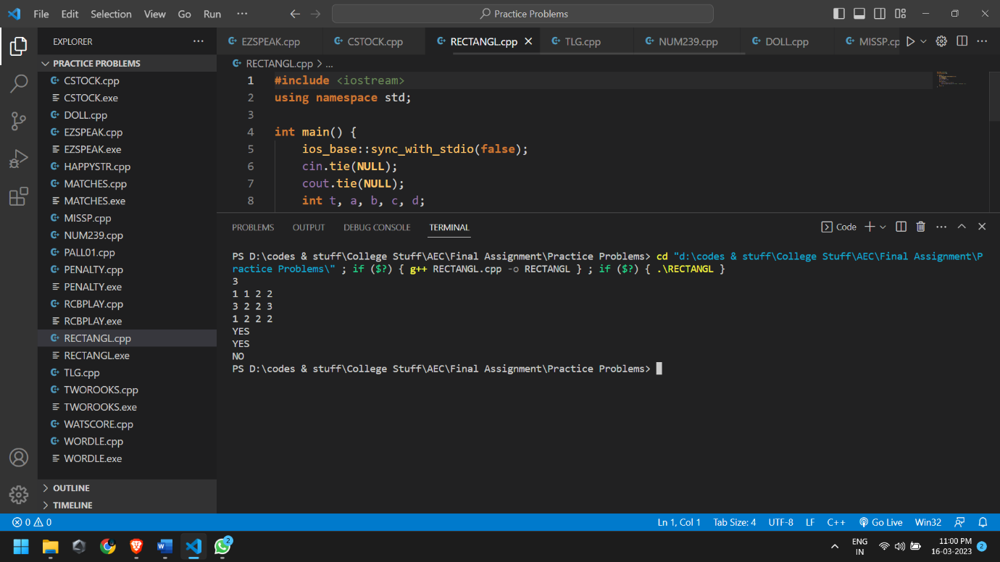 File Edit Selection View Go Run ··· Practice Problems
EXPLORER ···
PRACTICE PROBLEMS
CSTOCK.cpp
CSTOCK.exe
DOLL.cpp
EZSPEAK.cpp
EZSPEAK.exe
HAPPYSTR.cpp
MATCHES.cpp
MATCHES.exe
MISSP.cpp
NUM239.cpp
PALL01.cpp
PENALTY.cpp
PENALTY.exe
RCBPLAY.cpp
RCBPLAY.exe
RECTANGL.cpp
RECTANGL.exe
TLG.cpp
TWOROOKS.cpp
TWOROOKS.exe
WATSCORE.cpp
WORDLE.cpp
WORDLE.exe
OUTLINE
TIMELINE
EZSPEAK.cpp CSTOCK.cpp RECTANGL.cpp TLG.cpp NUM239.cpp DOLL.cpp MISSP.cp
RECTANGL.cpp > ...
1 #include <iostream>
2 using namespace std;
3
4 int main() {
5 ios_base::sync_with_stdio(false);
6 cin.tie(NULL);
7 cout.tie(NULL);
8 int t, a, b, c, d;
PROBLEMS OUTPUT DEBUG CONSOLE TERMINAL Code
PS D:\codes & stuff\College Stuff\AEC\Final Assignment\Practice Problems> cd "d:\codes & stuff\College Stuff\AEC\Final Assignment\P
ractice Problems\" ; if ($?) { g++ RECTANGL.cpp -o RECTANGL } ; if ($?) { .\RECTANGL }
3
1 1 2 2
3 2 2 3
1 2 2 2
YES
YES
NO
PS D:\codes & stuff\College Stuff\AEC\Final Assignment\Practice Problems>
0 0 Ln 1, Col 1 Tab Size: 4 UTF-8 LF C++ Go Live Win32
2 ENG 11:00 PM
IN 16-03-2023 2